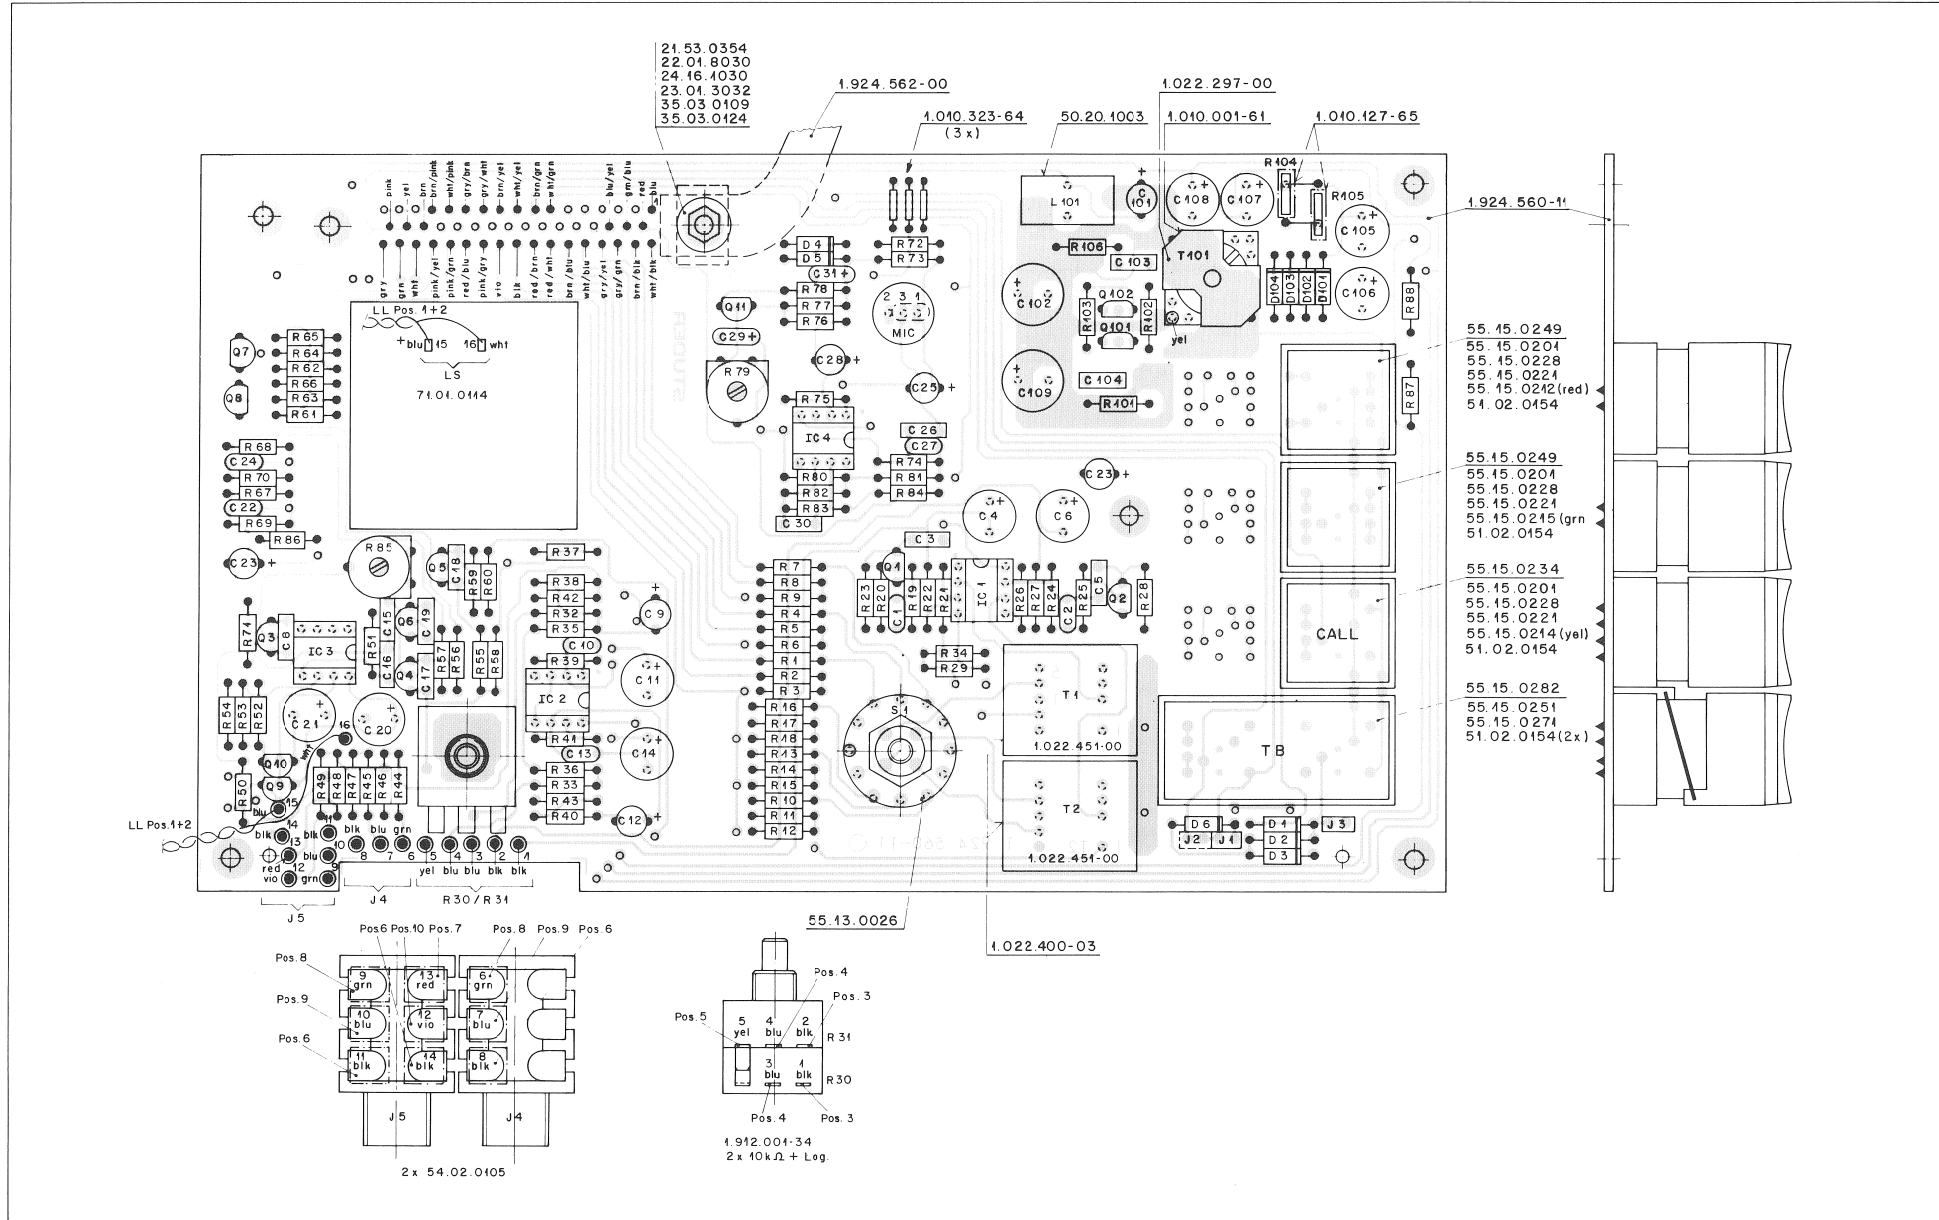 21.53.0354
22.01.8030
24.16.1030
23.01.3032
35.03 0109
35.03.0124
1.924.562-00
1.010.323-64
(3x)
50.20.1003
1.022.297-00
1.010.001-61
1.010.127-65
1.924.560-11
pink
yel
brn
brn/pink
wht/pink
gry/brn
gry/wht
brn/yel
wht/yel
brn/grn
wht/grn
blu/yel
grn/blu
red
blu
1
gry
grn
wht
pink/yel
pink/grn
red/blu
pink/gry
vio
blk
red/brn
red/wht
brn/blu
wht/blu
gry/yel
gry/grn
brn/blk
wht/blk
LL Pos. 1+2
+ blu 15 16 wht
LS
71.01.0114
STUDER
Q7
Q8
R65
R64
R62
R66
R63
R61
R68
C24
R70
R67
C22
R69
R86
C23 +
R85
Q11
C29+
R79
D4
D5
C31+
R78
R77
R76
C28 +
R75
IC4
R80
R82
R83
C30
R72
R73
2 3 1
MIC
C25 +
C26
C27
R74
R81
R84
L101
+
C101
C108 +
C107 +
R104
R105
C105 +
C106 +
R106
C103
C102 +
R103
Q102
Q101
R102
T101
yel
D104
D103
D102
D101
R88
R87
C109 +
C104
R101
C23 +
C4 +
C6 +
C3
55.15.0249
55.15.0201
55.15.0228
55.15.0221
55.15.0212(red)
51.02.0154
55.15.0249
55.15.0201
55.15.0228
55.15.0221
55.15.0215(grn
51.02.0154
55.15.0234
55.15.0201
55.15.0228
55.15.0221
55.15.0214(yel)
51.02.0154
55.15.0282
55.15.0251
55.15.0271
51.02.0154(2x)
CALL
TB
R71
Q3
C8
IC3
R51
C15
C16
Q6
Q4
C19
C17
Q5
C18
R59
R60
R57
R56
R55
R58
R37
R38
R42
R32
R35
C10
R39
IC2
R41
C13
R36
R33
R43
R40
C9 +
C11 +
C14 +
C12 +
R7
R8
R9
R4
R5
R6
R1
R2
R3
R16
R17
R18
R13
R14
R15
R10
R11
R12
R23
R20
Q1
C1
R19
R22
R21
IC1
R26
R27
R24
C2
R25
C5
Q2
R28
R34
R29
S1
T1
1.022.451-00
T2
1.022.451-00
D6
J2 J1
D1
D2
D3
J3
R54
R53
R52
C21 +
C20 +
16
wht
R50
Q10
Q9
R49
R48
R47
R45
R46
R44
15
blu
14
blk
13
red
12
vio
11
blk
10
blu
9
grn
blk blu grn
8 7 6
5 4 3 2 1
yel blu blu blk blk
LL Pos.1+2
J5
J4
R30/R31
55.13.0026
1.022.400-03
Pos6 Pos.10 Pos.7 Pos.8 Pos.9 Pos.6
Pos.8
Pos.9
Pos.6
9
grn
13
red
6
grn
10
blu
12
vio
7
blu
11
blk
14
blk
8
blk
J5
J4
2x 54.02.0105
Pos. 4
Pos. 3
Pos.5
5
yel
4
blu
2
blk
R31
3
blu
1
blk
R30
Pos. 4
Pos. 3
1.912.001-34
2x 10kΩ + Log.